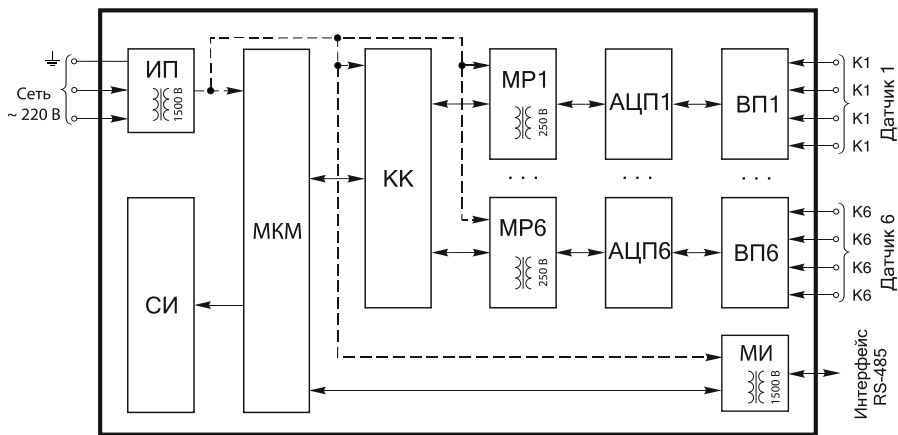 Сеть
~ 220 В
ИП
1500 В
СИ
МКМ
КК
МР1
250 В
АЦП1
ВП1
К1
К1
К1
К1
Датчик 1
. . .
. . .
. . .
МР6
250 В
АЦП6
ВП6
К6
К6
К6
К6
Датчик 6
МИ
1500 В
Интерфейс
RS-485